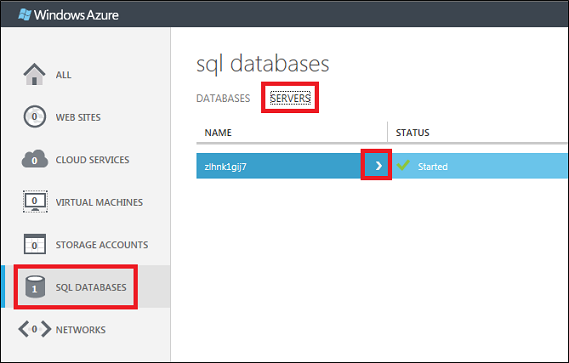 Windows Azure
ALL
0 WEB SITES
0 CLOUD SERVICES
0 VIRTUAL MACHINES
0 STORAGE ACCOUNTS
1 SQL DATABASES
0 NETWORKS
sql databases
DATABASES SERVERS
NAME STATUS
zlhnk1gij7 Started